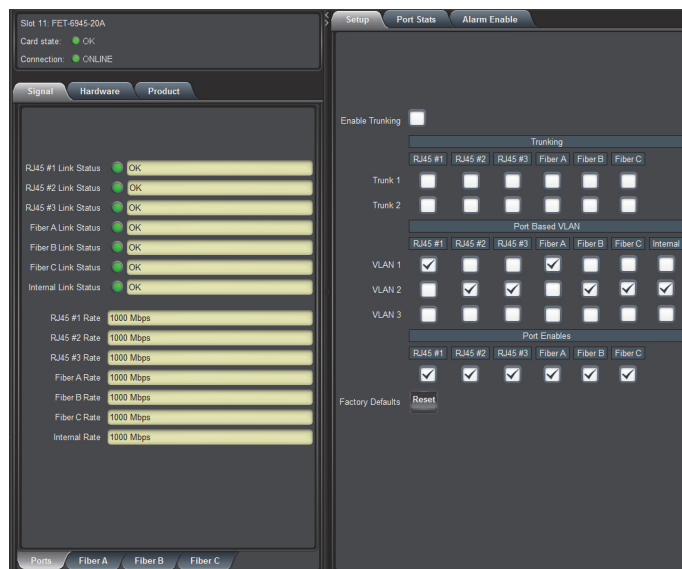 Slot 11: FET-6945-20A
Card state: OK
Connection: ONLINE
Signal Hardware Product
RJ45 #1 Link Status OK
RJ45 #2 Link Status OK
RJ45 #3 Link Status OK
Fiber A Link Status OK
Fiber B Link Status OK
Fiber C Link Status OK
Internal Link Status OK
RJ45 #1 Rate 1000 Mbps
RJ45 #2 Rate 1000 Mbps
RJ45 #3 Rate 1000 Mbps
Fiber A Rate 1000 Mbps
Fiber B Rate 1000 Mbps
Fiber C Rate 1000 Mbps
Internal Rate 1000 Mbps
Ports Fiber A Fiber B Fiber C
Setup Port Stats Alarm Enable
Enable Trunking
Trunking
RJ45 #1 RJ45 #2 RJ45 #3 Fiber A Fiber B Fiber C
Trunk 1
Trunk 2
Port Based VLAN
RJ45 #1 RJ45 #2 RJ45 #3 Fiber A Fiber B Fiber C Internal
VLAN 1
VLAN 2
VLAN 3
Port Enables
RJ45 #1 RJ45 #2 RJ45 #3 Fiber A Fiber B Fiber C
Factory Defaults Reset